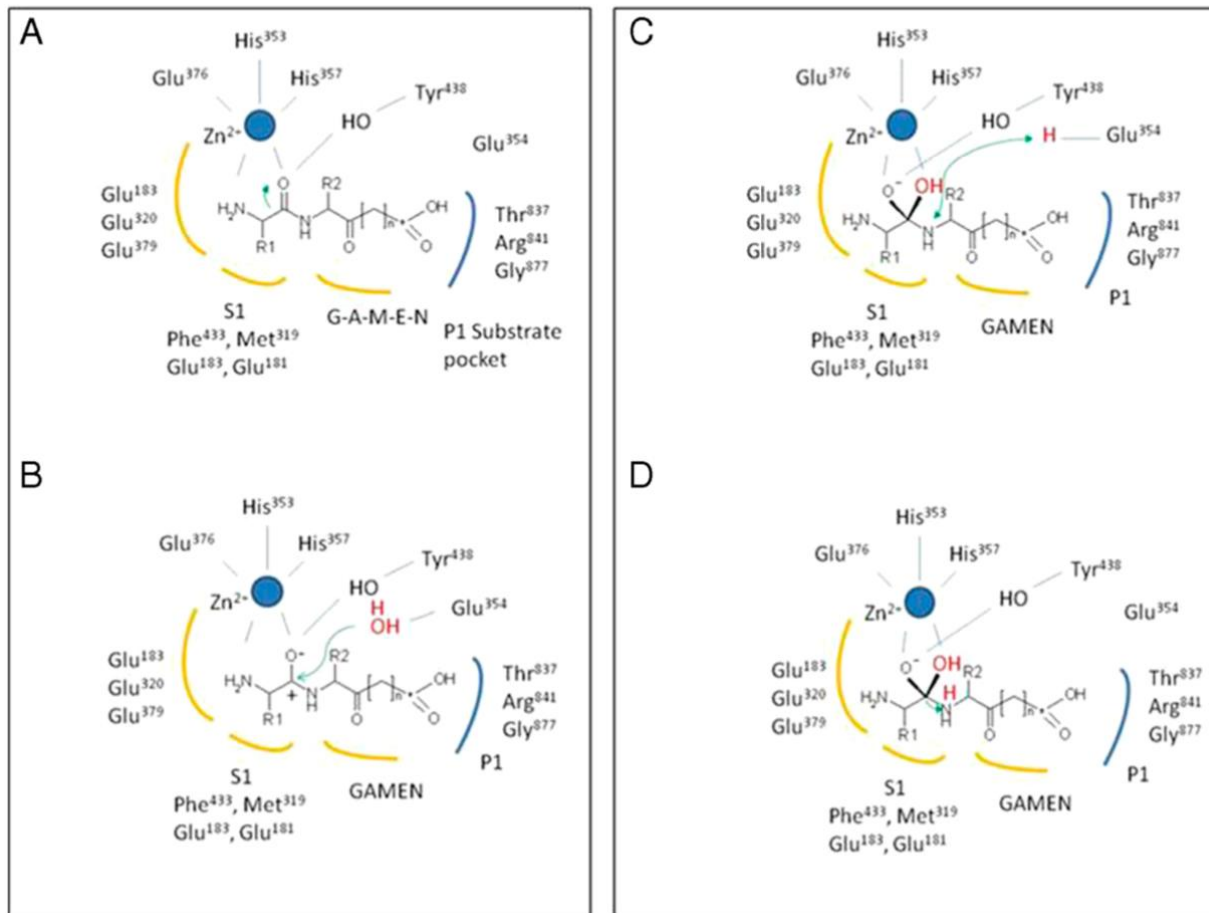 A
His³⁵³
Glu³⁷⁶
His³⁵⁷
Tyr⁴³⁸
Zn²⁺
HO
Glu³⁵⁴
Glu¹⁸³
Glu³²⁰
Glu³⁷⁹
H₂N
O
R2
N
H
R1
O
[ ]n
OH
O
Thr⁸³⁷
Arg⁸⁴¹
Gly⁸⁷⁷
S1
Phe⁴³³, Met³¹⁹
Glu¹⁸³, Glu¹⁸¹
G-A-M-E-N
P1 Substrate
pocket
B
His³⁵³
Glu³⁷⁶
His³⁵⁷
Tyr⁴³⁸
Zn²⁺
HO
H
OH
Glu³⁵⁴
Glu¹⁸³
Glu³²⁰
Glu³⁷⁹
H₂N
O⁻
+
R2
N
H
R1
O
[ ]n
OH
O
Thr⁸³⁷
Arg⁸⁴¹
Gly⁸⁷⁷
P1
S1
Phe⁴³³, Met³¹⁹
Glu¹⁸³, Glu¹⁸¹
GAMEN
C
His³⁵³
Glu³⁷⁶
His³⁵⁷
Tyr⁴³⁸
Zn²⁺
HO
H
Glu³⁵⁴
Glu¹⁸³
Glu³²⁰
Glu³⁷⁹
H₂N
O⁻
OH
R2
N
H
R1
O
[ ]n
OH
O
Thr⁸³⁷
Arg⁸⁴¹
Gly⁸⁷⁷
P1
S1
Phe⁴³³, Met³¹⁹
Glu¹⁸³, Glu¹⁸¹
GAMEN
D
His³⁵³
Glu³⁷⁶
His³⁵⁷
Tyr⁴³⁸
Zn²⁺
HO
Glu³⁵⁴
Glu¹⁸³
Glu³²⁰
Glu³⁷⁹
H₂N
O⁻
OH
H
R2
N
H
R1
O
[ ]n
OH
O
Thr⁸³⁷
Arg⁸⁴¹
Gly⁸⁷⁷
P1
S1
Phe⁴³³, Met³¹⁹
Glu¹⁸³, Glu¹⁸¹
GAMEN